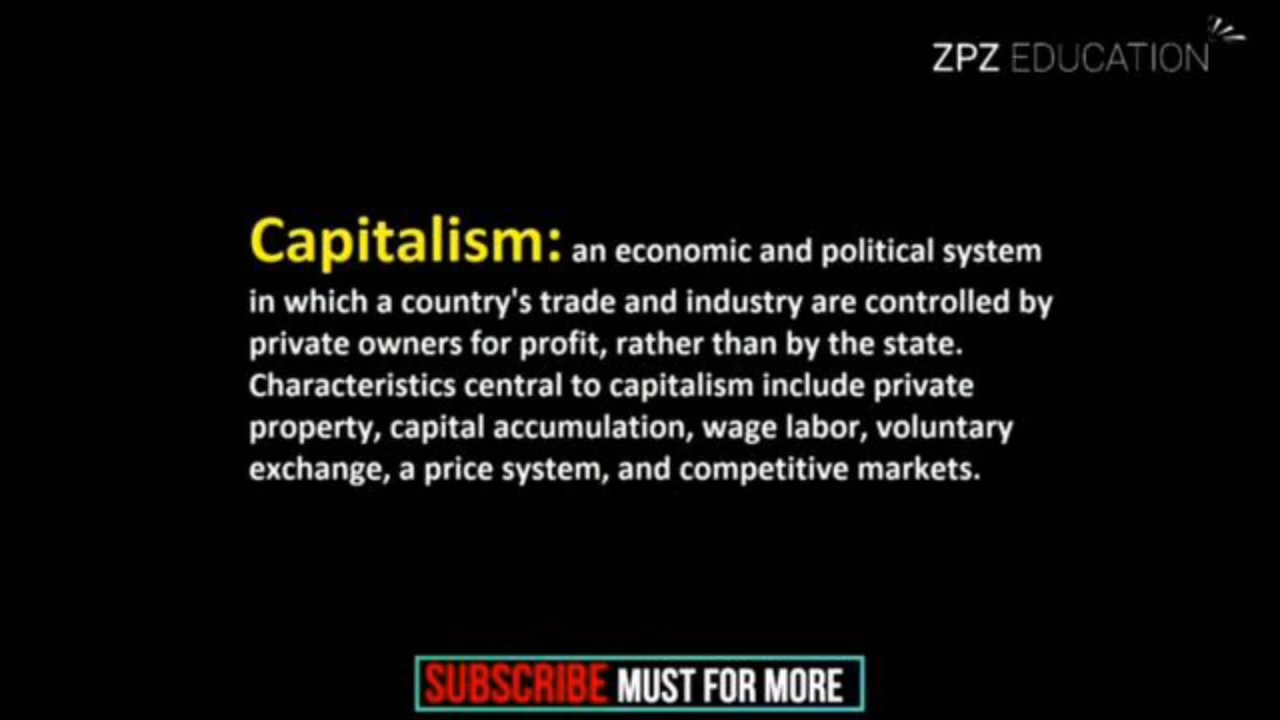 ZPZ EDUCATION
Capitalism: an economic and political system
in which a country's trade and industry are controlled by
private owners for profit, rather than by the state.
Characteristics central to capitalism include private
property, capital accumulation, wage labor, voluntary
exchange, a price system, and competitive markets.
SUBSCRIBE MUST FOR MORE